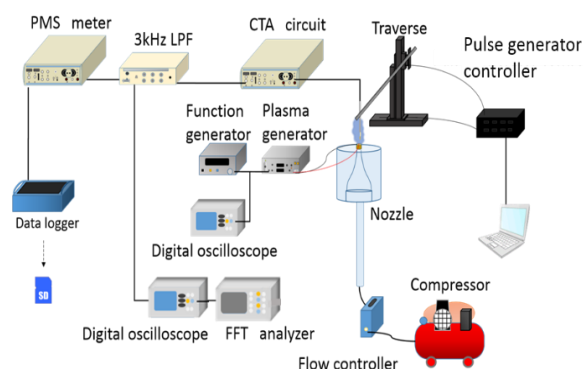 PMS meter
3kHz LPF
CTA circuit
Traverse
Pulse generator
controller
Function
generator
Plasma
generator
Data logger
Digital oscilloscope
Nozzle
SD
Digital oscilloscope
FFT analyzer
Compressor
Flow controller